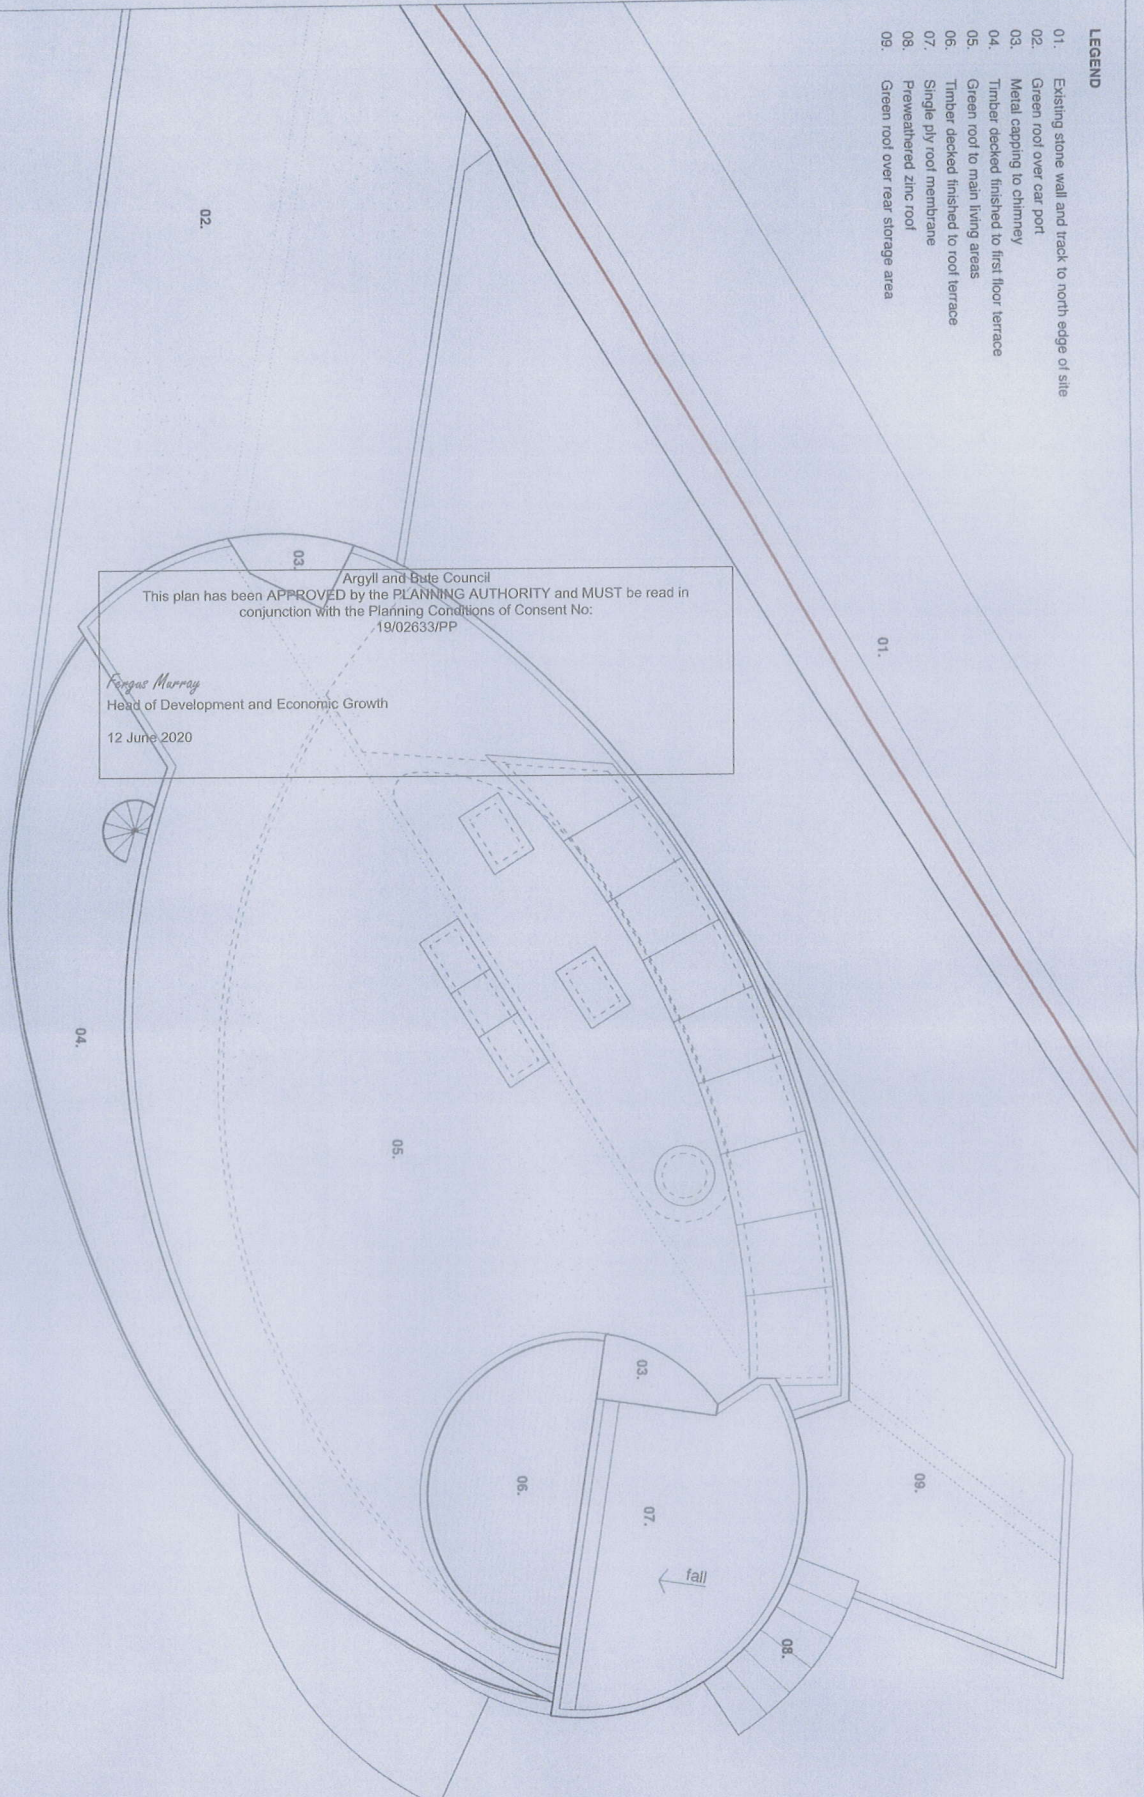 LEGEND
01. Existing stone wall and track to north edge of site
02. Green roof over car port
03. Metal capping to chimney
04. Timber decked finished to first floor terrace
05. Green roof to main living areas
06. Timber decked finished to roof terrace
07. Single ply roof membrane
08. Preweathered zinc roof
09. Green roof over rear storage area
02.
03.
01.
Argyll and Bute Council
This plan has been APPROVED by the PLANNING AUTHORITY and MUST be read in
conjunction with the Planning Conditions of Consent No:
19/02633/PP
Fergus Murray
Head of Development and Economic Growth
12 June 2020
04.
05.
03.
06.
07.
09.
fall
08.